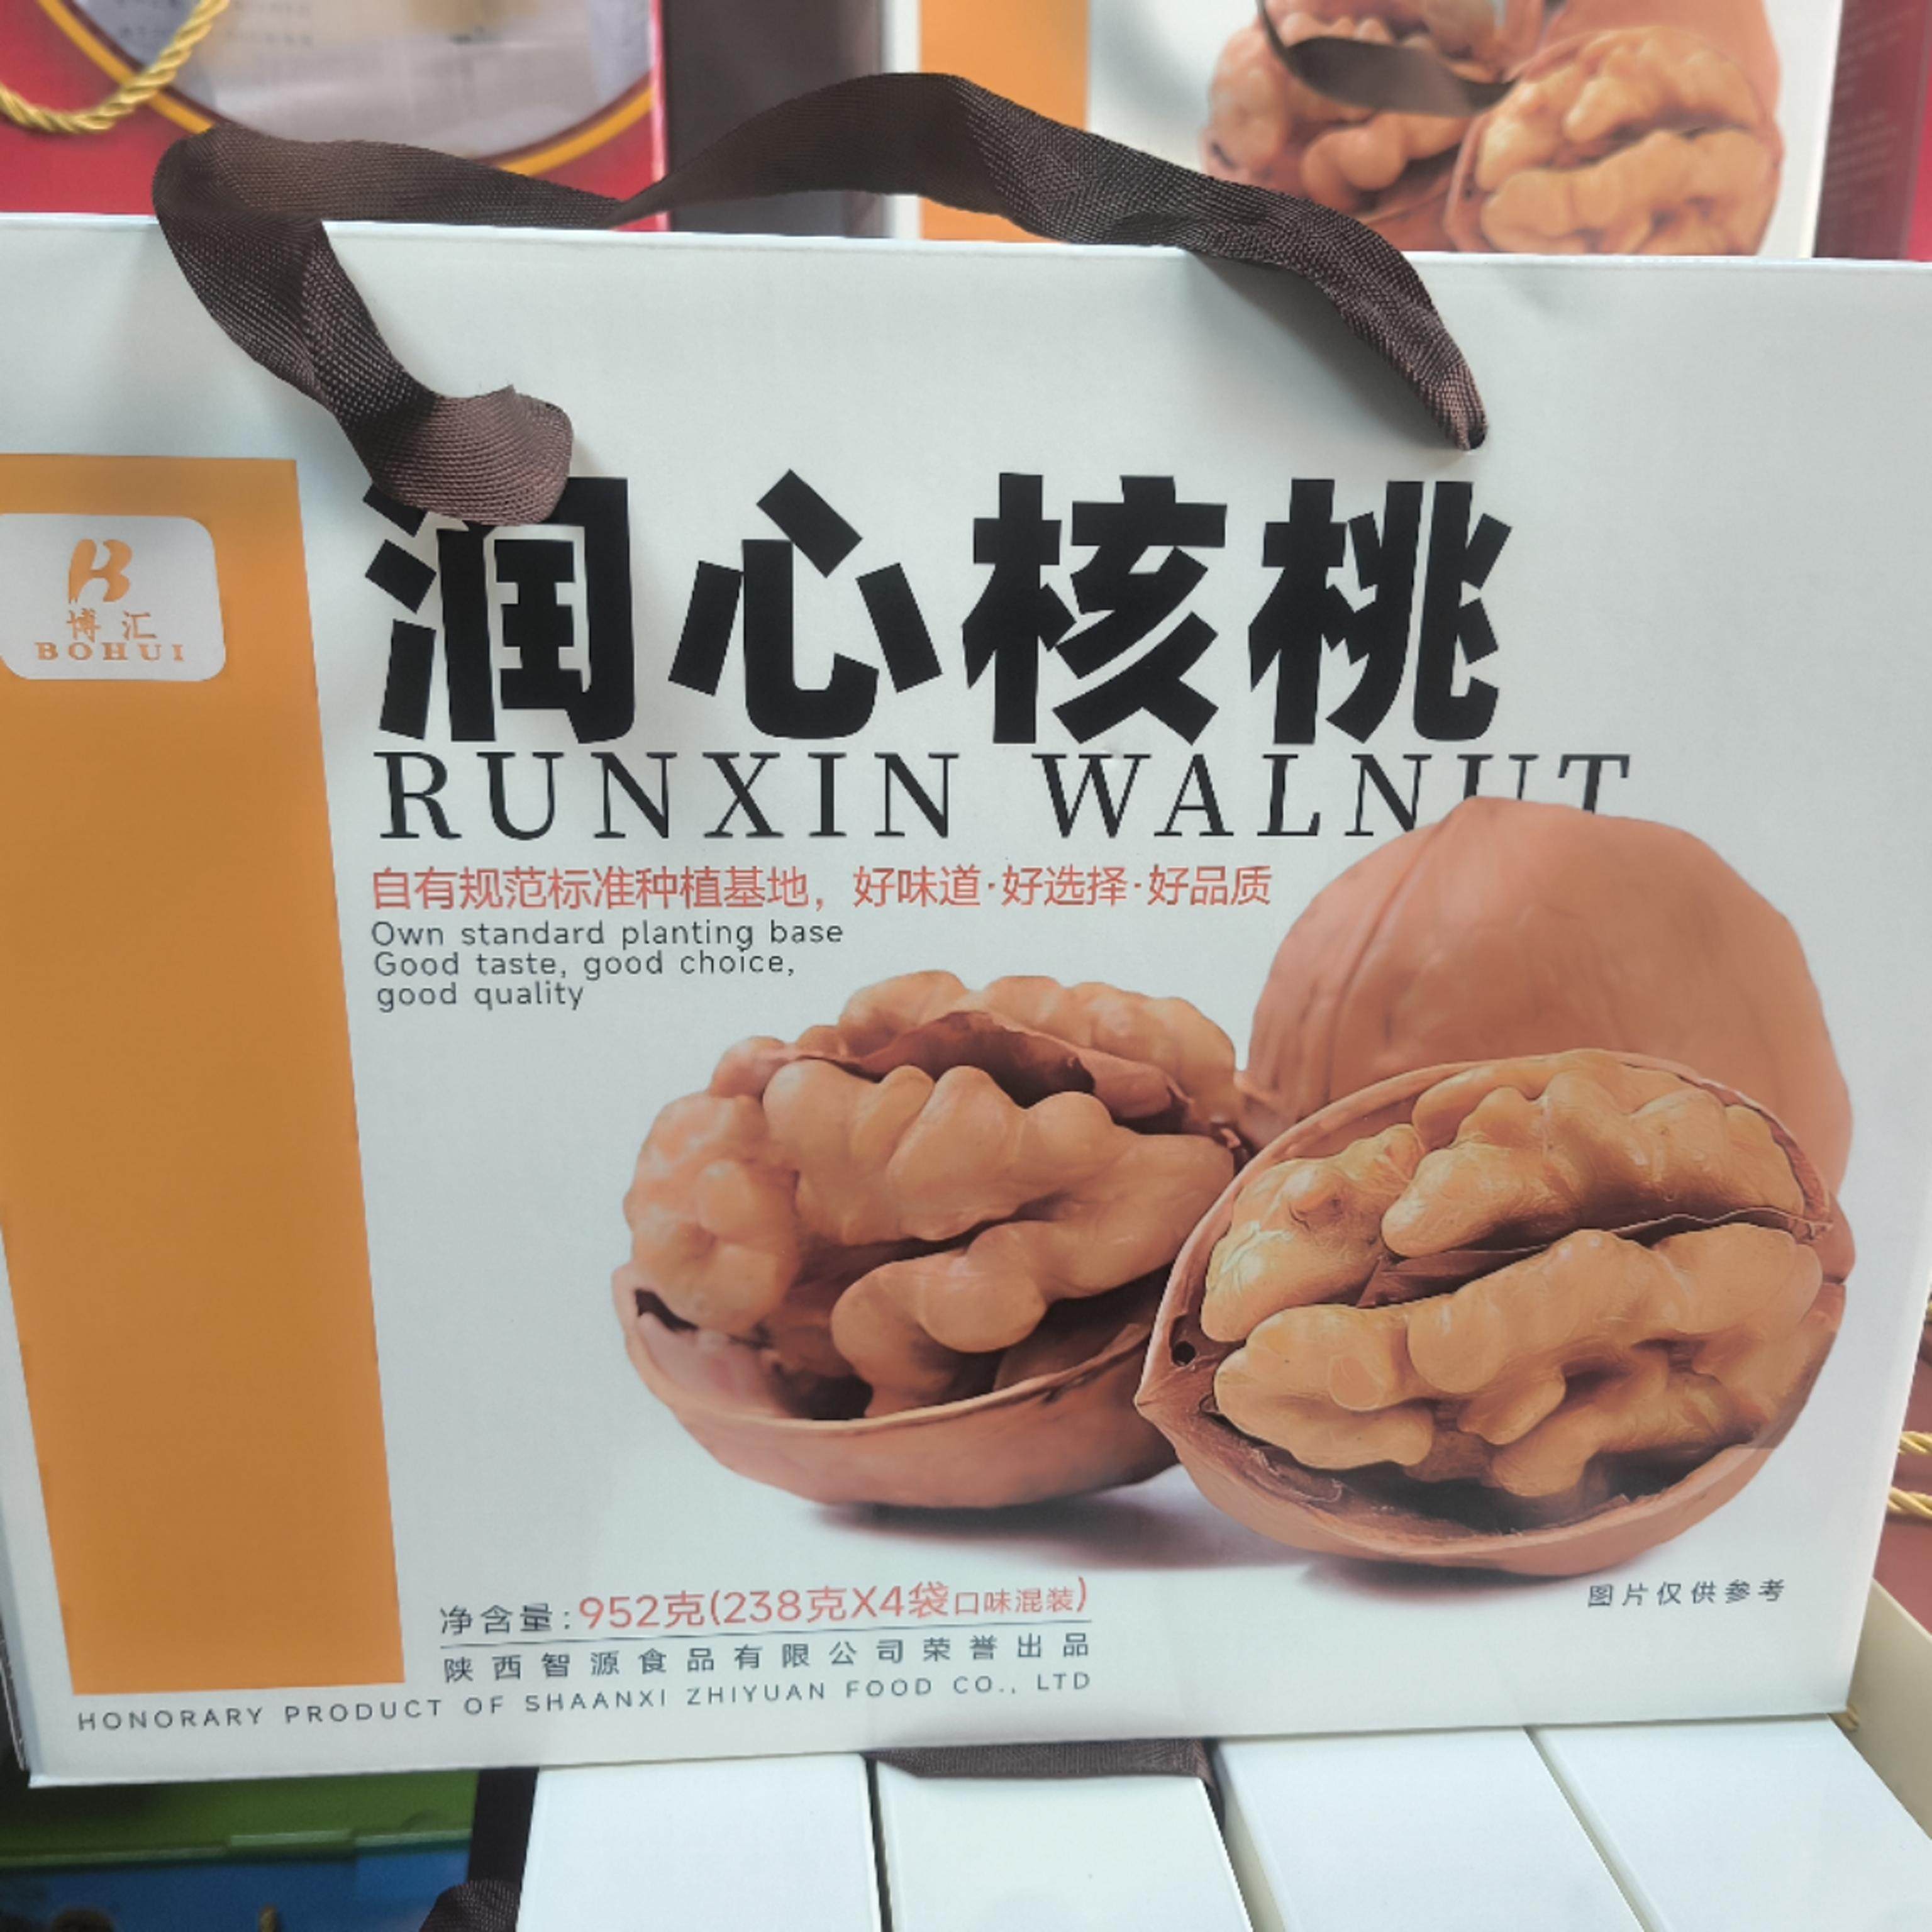 博汇
BOHUI
润心核桃
RUNXIN WALNUT
自有规范标准种植基地，好味道·好选择·好品质
Own standard planting base
Good taste, good choice,
good quality
净含量:952克(238克X4袋口味混装)
陕西智源食品有限公司荣誉出品
HONORARY PRODUCT OF SHAANXI ZHIYUAN FOOD CO., LTD
图片仅供参考